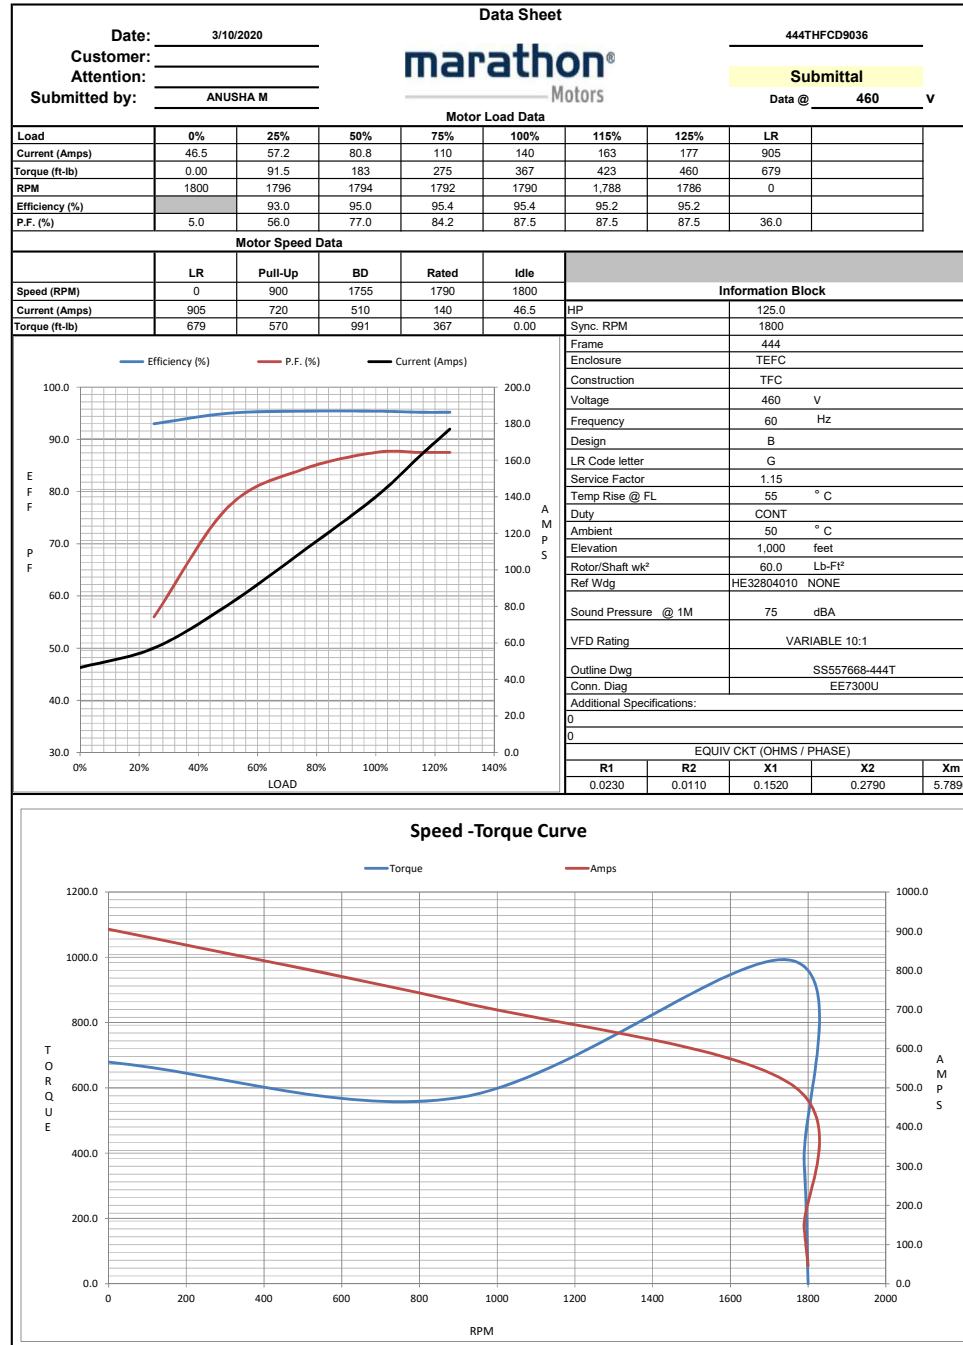 Data Sheet
Date: 3/10/2020 444THFCD9036
Customer:
marathon®
Attention:
Submittal
Submitted by: ANUSHA M
Motors
Data @ 460 V
Motor Load Data
Load 0% 25% 50% 75% 100% 115% 125% LR
Current (Amps) 46.5 57.2 80.8 110 140 163 177 905
Torque (ft-lb) 0.00 91.5 183 275 367 423 460 679
RPM 1800 1796 1794 1792 1790 1,788 1786 0
Efficiency (%) 93.0 95.0 95.4 95.4 95.2 95.2
P.F. (%) 5.0 56.0 77.0 84.2 87.5 87.5 87.5 36.0
Motor Speed Data
LR Pull-Up BD Rated Idle
Speed (RPM) 0 900 1755 1790 1800
Current (Amps) 905 720 510 140 46.5
Torque (ft-lb) 679 570 991 367 0.00
Information Block
HP 125.0
Sync. RPM 1800
Frame 444
Enclosure TEFC
Construction TFC
Voltage 460 V
Frequency 60 Hz
Design B
LR Code letter G
Service Factor 1.15
Temp Rise @ FL 55 ° C
Duty CONT
Ambient 50 ° C
Elevation 1,000 feet
Rotor/Shaft wk² 60.0 Lb-Ft²
Ref Wdg HE32804010 NONE
Sound Pressure @ 1M 75 dBA
VFD Rating VARIABLE 10:1
Outline Dwg SS557668-444T
Conn. Diag EE7300U
Additional Specifications:
0
0
EQUIV CKT (OHMS / PHASE)
R1 R2 X1 X2 Xm
0.0230 0.0110 0.1520 0.2790 5.789
Efficiency (%) P.F. (%) Current (Amps)
100.0 200.0
90.0 180.0
160.0
80.0 140.0
120.0
70.0
100.0
60.0 80.0
50.0 60.0
40.0
40.0
20.0
30.0 0.0
EFF PF
AMPS
0% 20% 40% 60% 80% 100% 120% 140%
LOAD
Speed -Torque Curve
Torque Amps
1200.0 1000.0
900.0
1000.0
800.0
800.0 700.0
600.0
600.0 500.0
400.0
400.0
300.0
200.0 200.0
100.0
0.0 0.0
TORQUE
AMPS
0 200 400 600 800 1000 1200 1400 1600 1800 2000
RPM